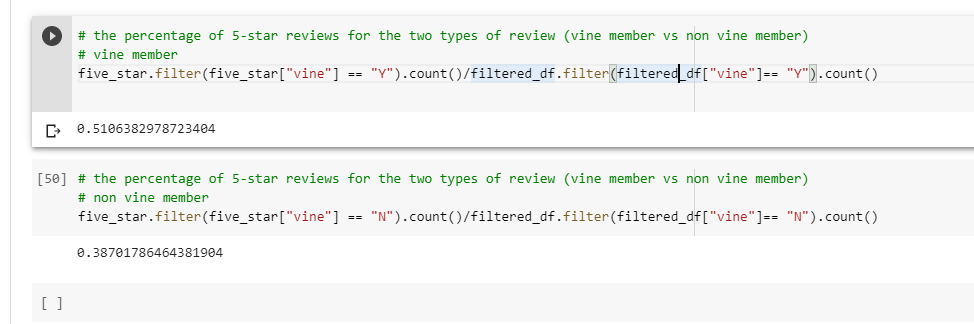 # the percentage of 5-star reviews for the two types of review (vine member vs non vine member)
# vine member
five_star.filter(five_star["vine"] == "Y").count()/filtered_df.filter(filtered_df["vine"]== "Y").count()
0.5106382978723404
[50] # the percentage of 5-star reviews for the two types of review (vine member vs non vine member)
# non vine member
five_star.filter(five_star["vine"] == "N").count()/filtered_df.filter(filtered_df["vine"]== "N").count()
0.38701786464381904
[ ]